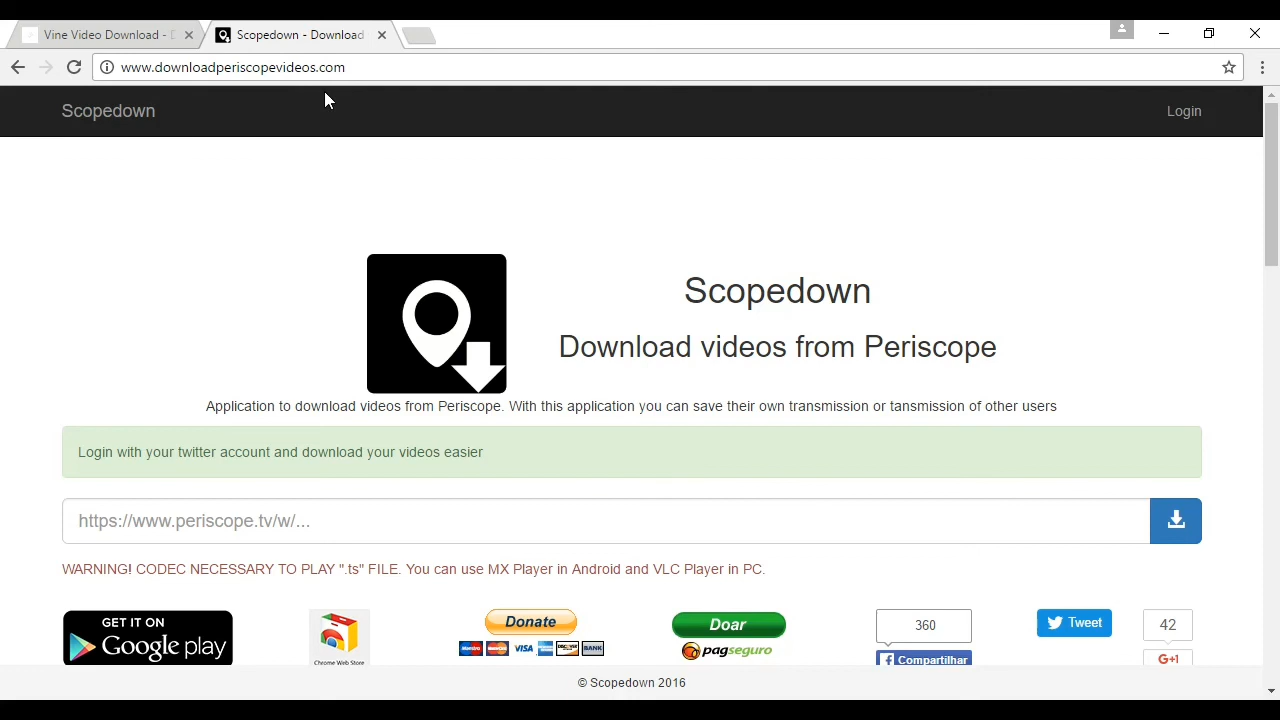 Vine Video Download - D
Scopedown - Download
www.downloadperiscopevideos.com
Scopedown
Login
Scopedown
Download videos from Periscope
Application to download videos from Periscope. With this application you can save their own transmission or tansmission of other users
Login with your twitter account and download your videos easier
https://www.periscope.tv/w/...
WARNING! CODEC NECESSARY TO PLAY ".ts" FILE. You can use MX Player in Android and VLC Player in PC.
GET IT ON
Google play
Chrome Web Store
Donate
Maestro
VISA
DISCOVER
BANK
Doar
pagseguro
360
Compartilhar
Tweet
42
G+1
© Scopedown 2016